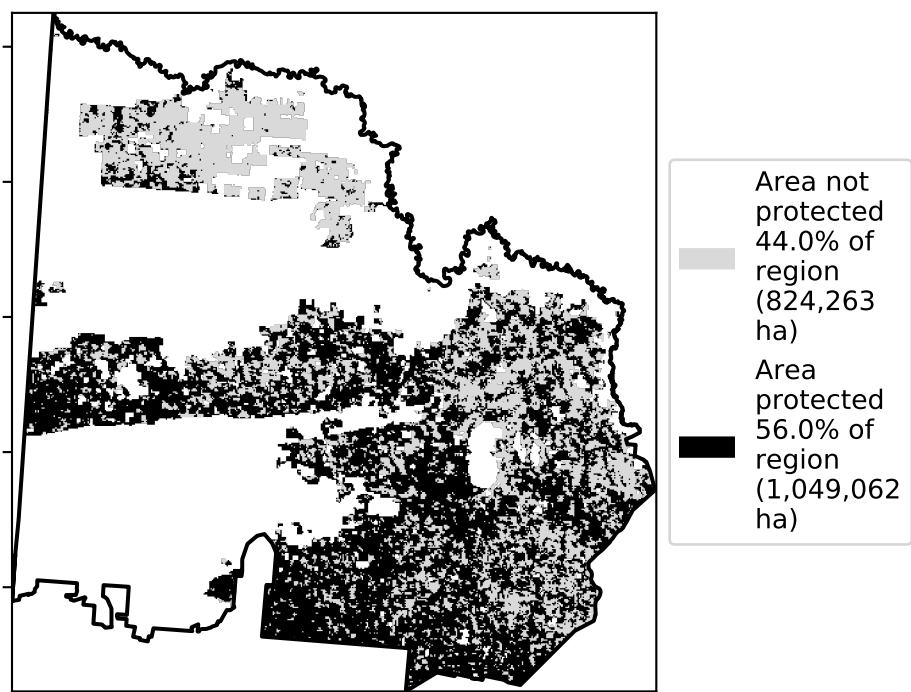 Area not
protected
44.0% of
region
(824,263
ha)
Area
protected
56.0% of
region
(1,049,062
ha)